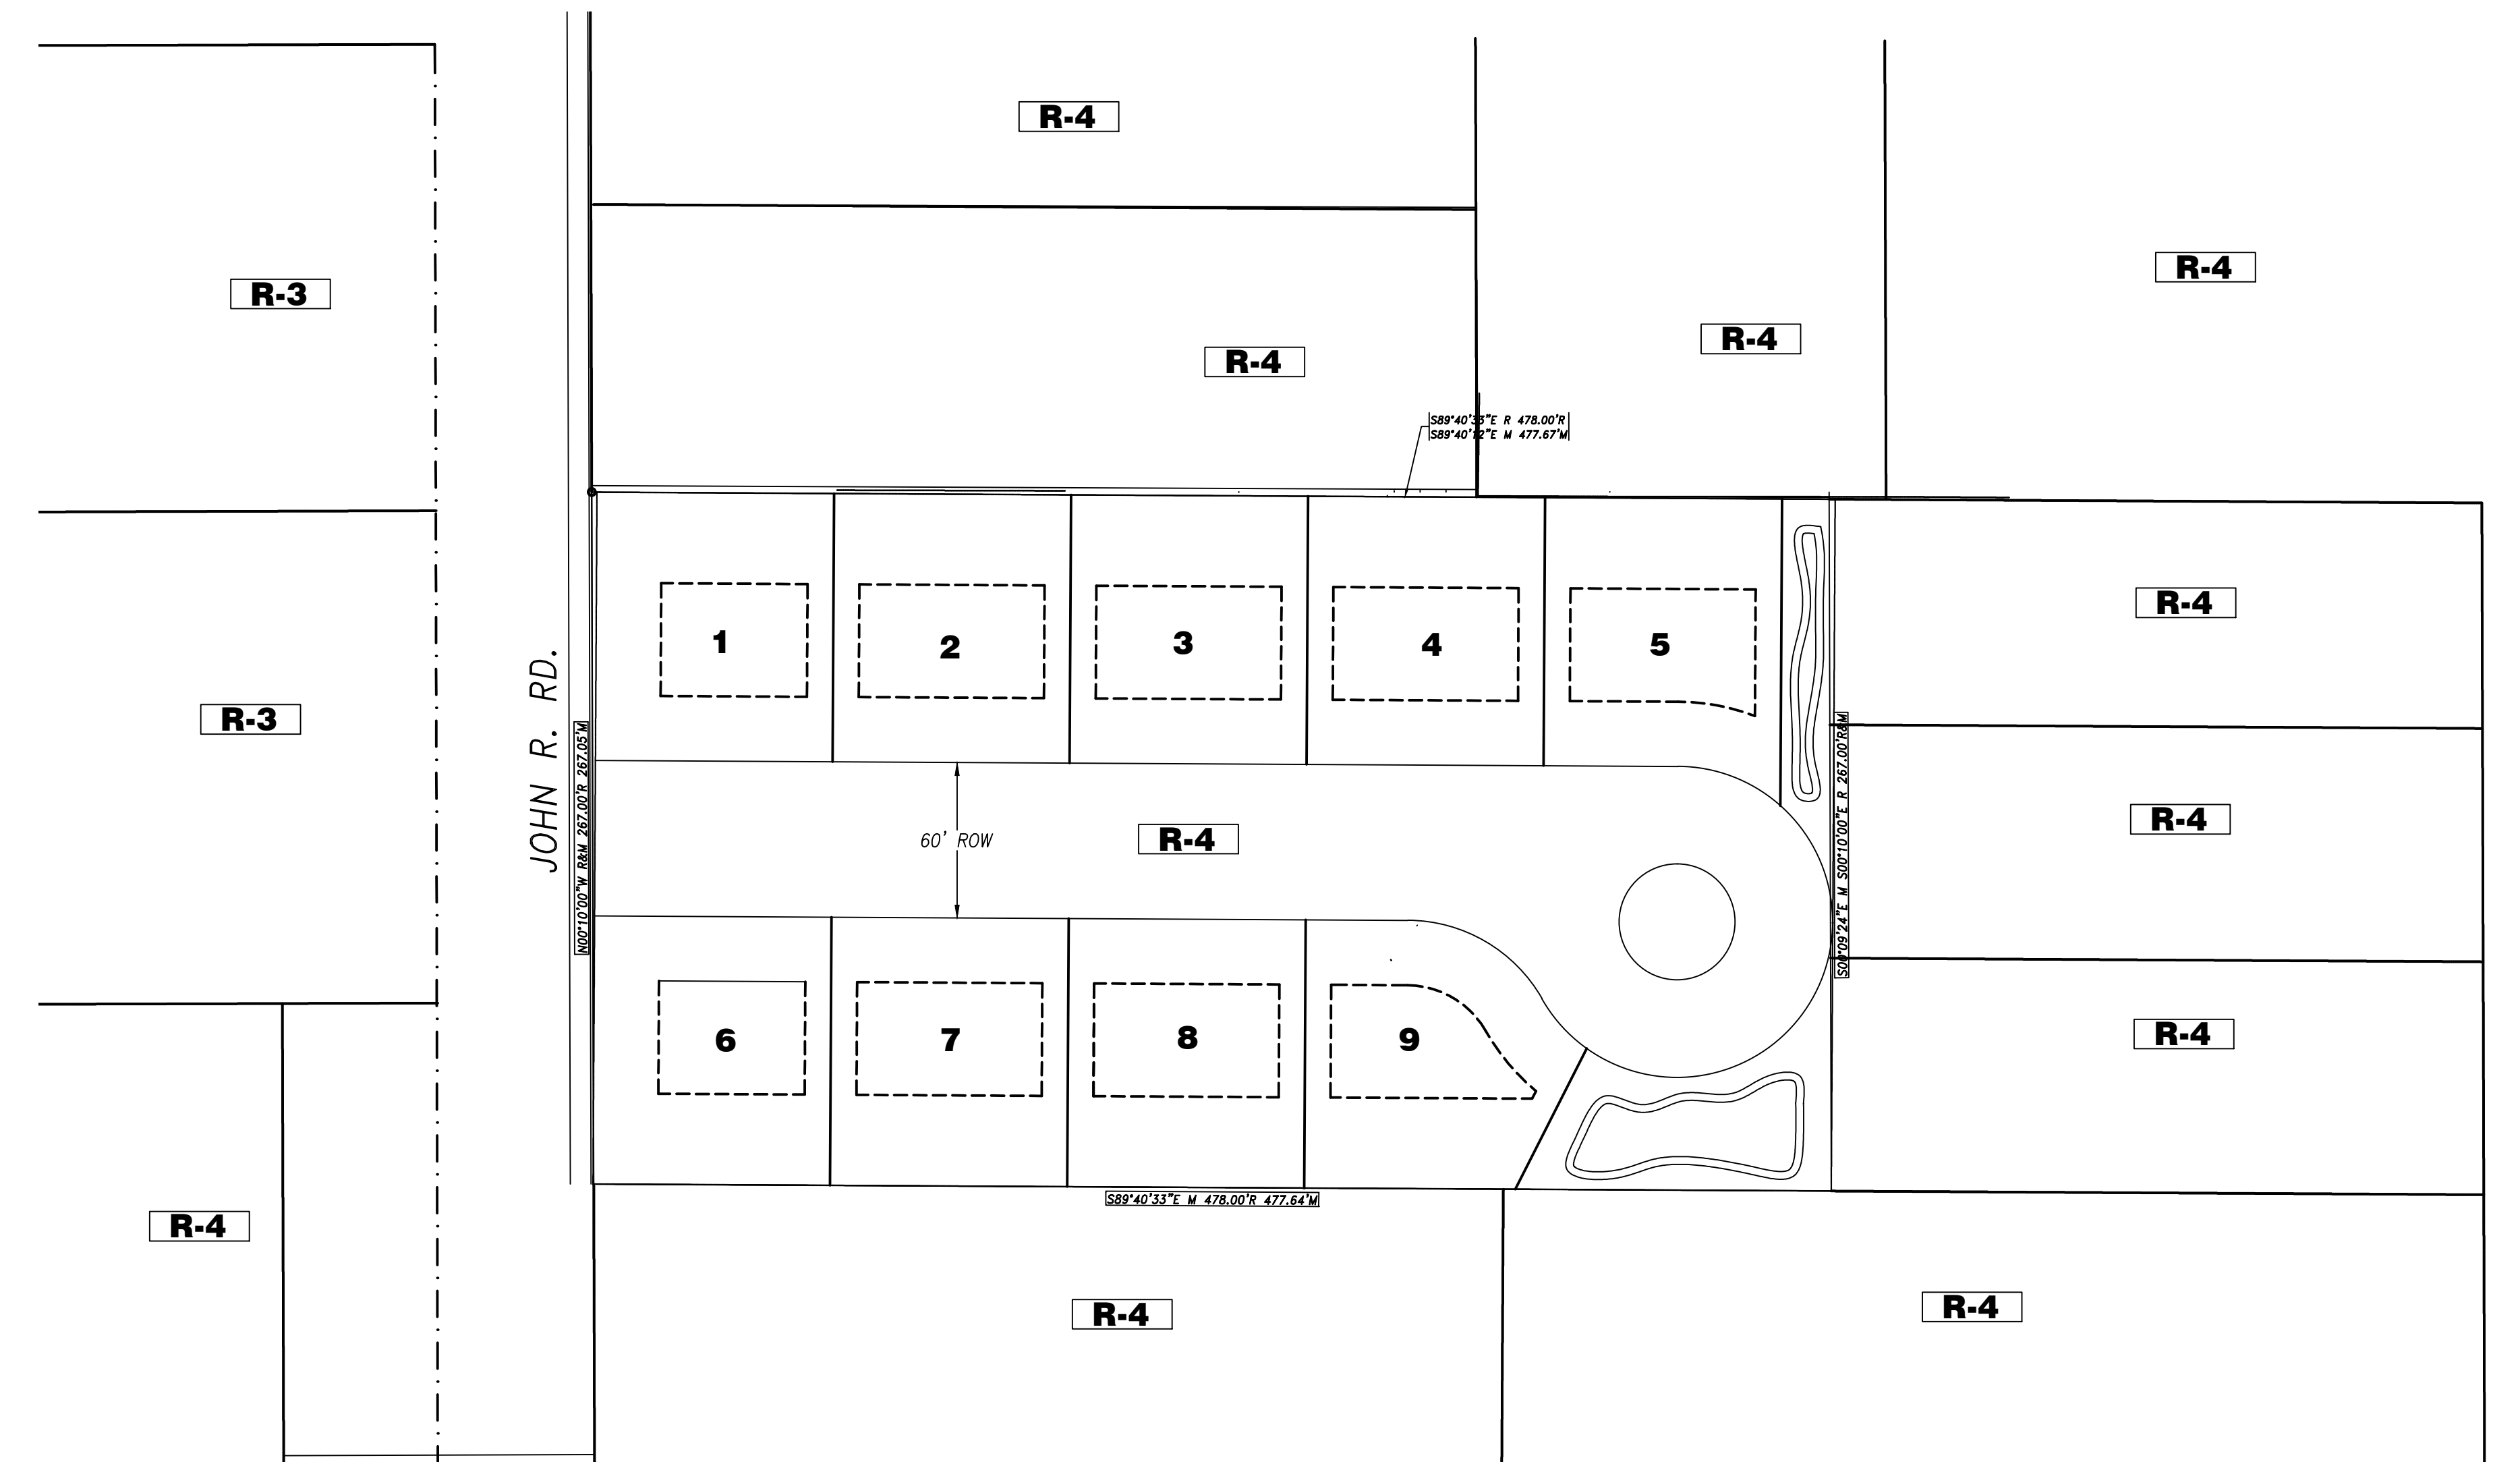 R-4
R-4
R-3
R-4
R-4
S89°40'33"E R 478.00'R
S89°40'12"E M 477.67'M
R-4
1
2
3
4
5
R-3
JOHN R. RD.
N00°10'00"W R&M 267.00'R 267.05'M
60' ROW
R-4
S00°09'24"E M S00°10'00"E R 267.00'R&M
R-4
R-4
6
7
8
9
S89°40'33"E M 478.00'R 477.64'M
R-4
R-4
R-4